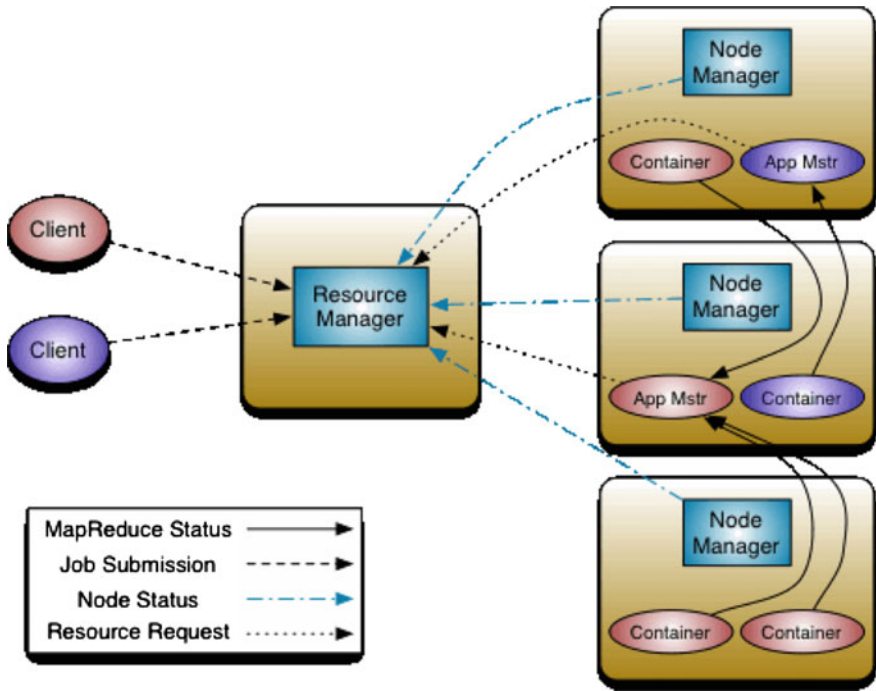 Node
Manager
Container
App Mstr
Client
Client
Resource
Manager
Node
Manager
App Mstr
Container
Node
Manager
Container
Container
MapReduce Status
Job Submission
Node Status
Resource Request